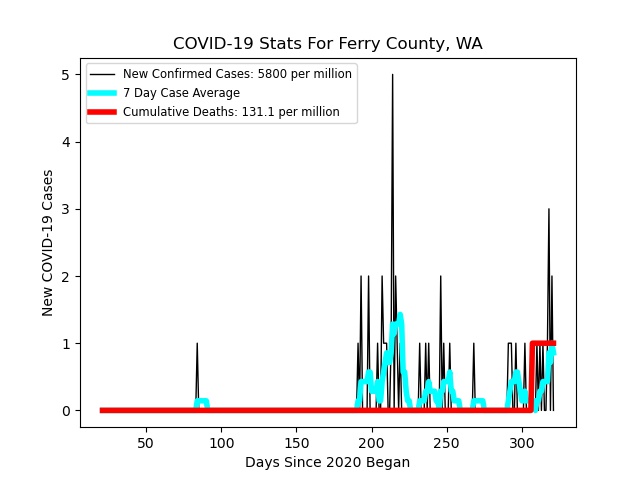 COVID-19 Stats For Ferry County, WA
New Confirmed Cases: 5800 per million
7 Day Case Average
Cumulative Deaths: 131.1 per million
New COVID-19 Cases
5
4
3
2
1
0
50 100 150 200 250 300
Days Since 2020 Began